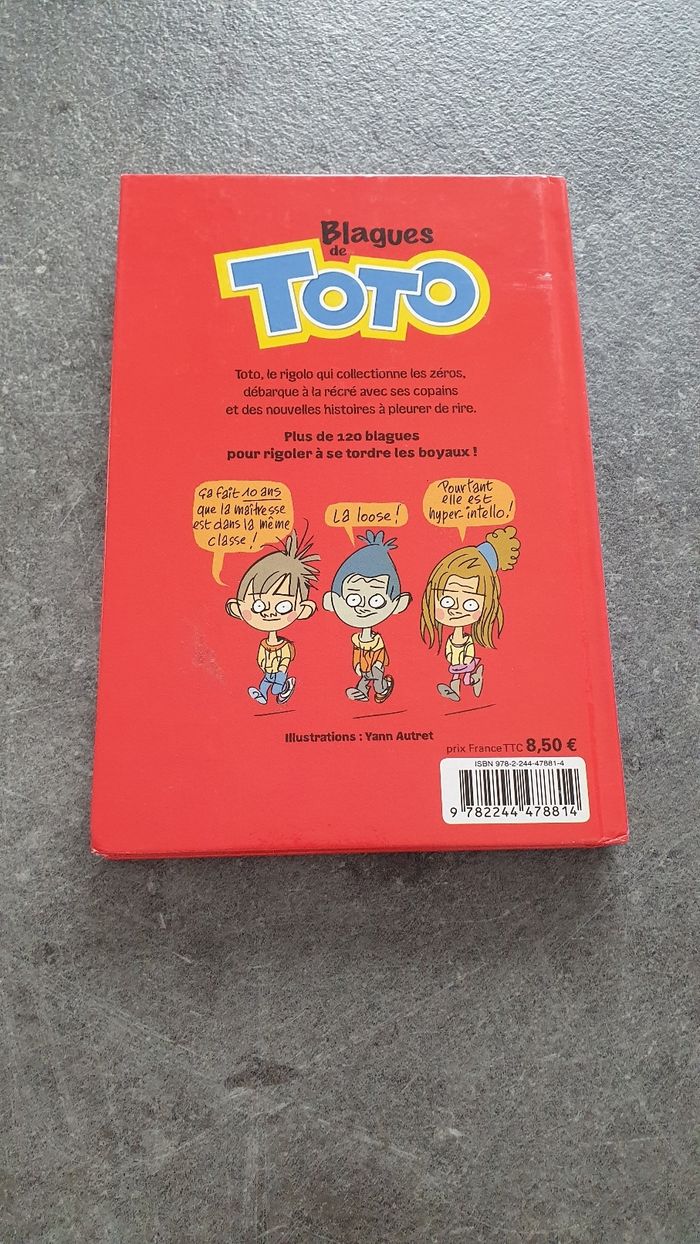 Blagues
de
TOTO
Toto, le rigolo qui collectionne les zéros,
débarque à la récré avec ses copains
et des nouvelles histoires à pleurer de rire.
Plus de 120 blagues
pour rigoler à se tordre les boyaux !
Ça fait 10 ans
que la maîtresse
est dans la même
classe !
La loose !
Pourtant
elle est
hyper-intello !
Illustrations : Yann Autret
prix France TTC 8,50 €
ISBN 978-2-244-47881-4
9 782244 478814